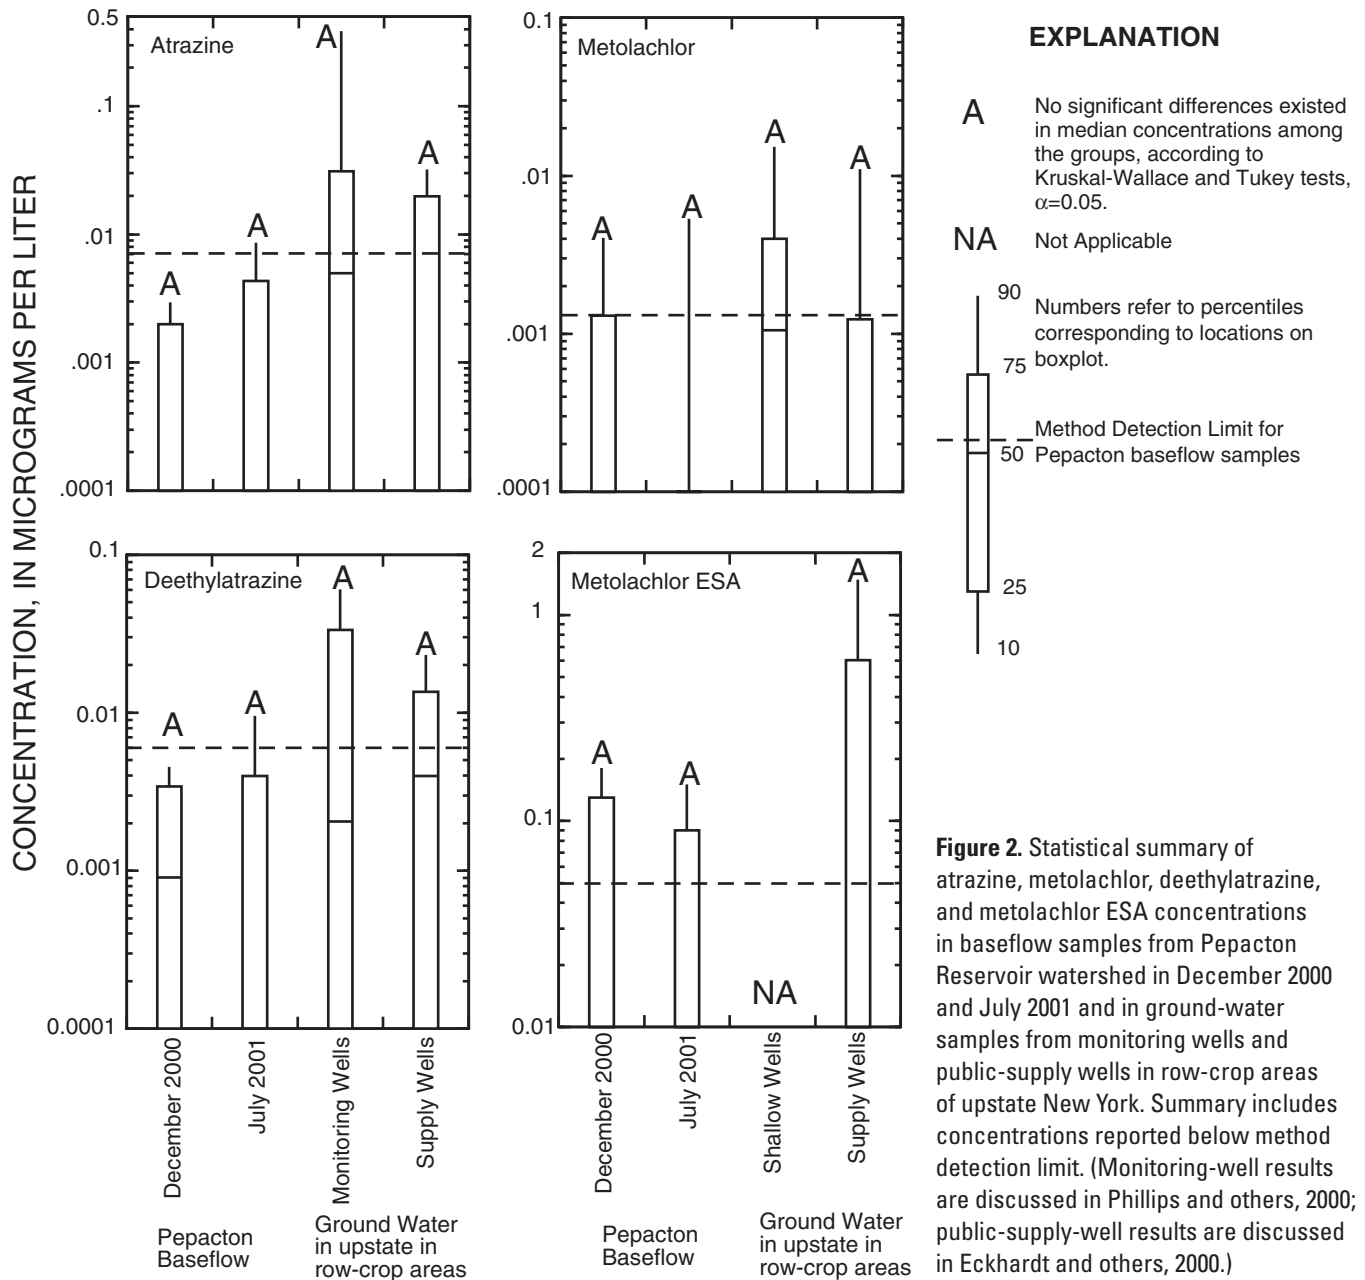 CONCENTRATION, IN MICROGRAMS PER LITER
0.5
.1
.01
.001
.0001
Atrazine
A
A
A
A
0.1
.01
.001
.0001
Metolachlor
A
A
A
A
0.1
0.01
0.001
0.0001
Deethylatrazine
A
A
A
A
December 2000
July 2001
Monitoring Wells
Supply Wells
Pepacton
Baseflow
Ground Water
in upstate in
row-crop areas
2
1
0.1
0.01
Metolachlor ESA
A
A
NA
A
December 2000
July 2001
Shallow Wells
Supply Wells
Pepacton
Baseflow
Ground Water
in upstate in
row-crop areas
EXPLANATION
A
No significant differences existed
in median concentrations among
the groups, according to
Kruskal-Wallace and Tukey tests,
α=0.05.
NA
Not Applicable
90
Numbers refer to percentiles
corresponding to locations on
boxplot.
75
Method Detection Limit for
Pepacton baseflow samples
50
25
10
Figure 2. Statistical summary of
atrazine, metolachlor, deethylatrazine,
and metolachlor ESA concentrations
in baseflow samples from Pepacton
Reservoir watershed in December 2000
and July 2001 and in ground-water
samples from monitoring wells and
public-supply wells in row-crop areas
of upstate New York. Summary includes
concentrations reported below method
detection limit. (Monitoring-well results
are discussed in Phillips and others, 2000;
public-supply-well results are discussed
in Eckhardt and others, 2000.)